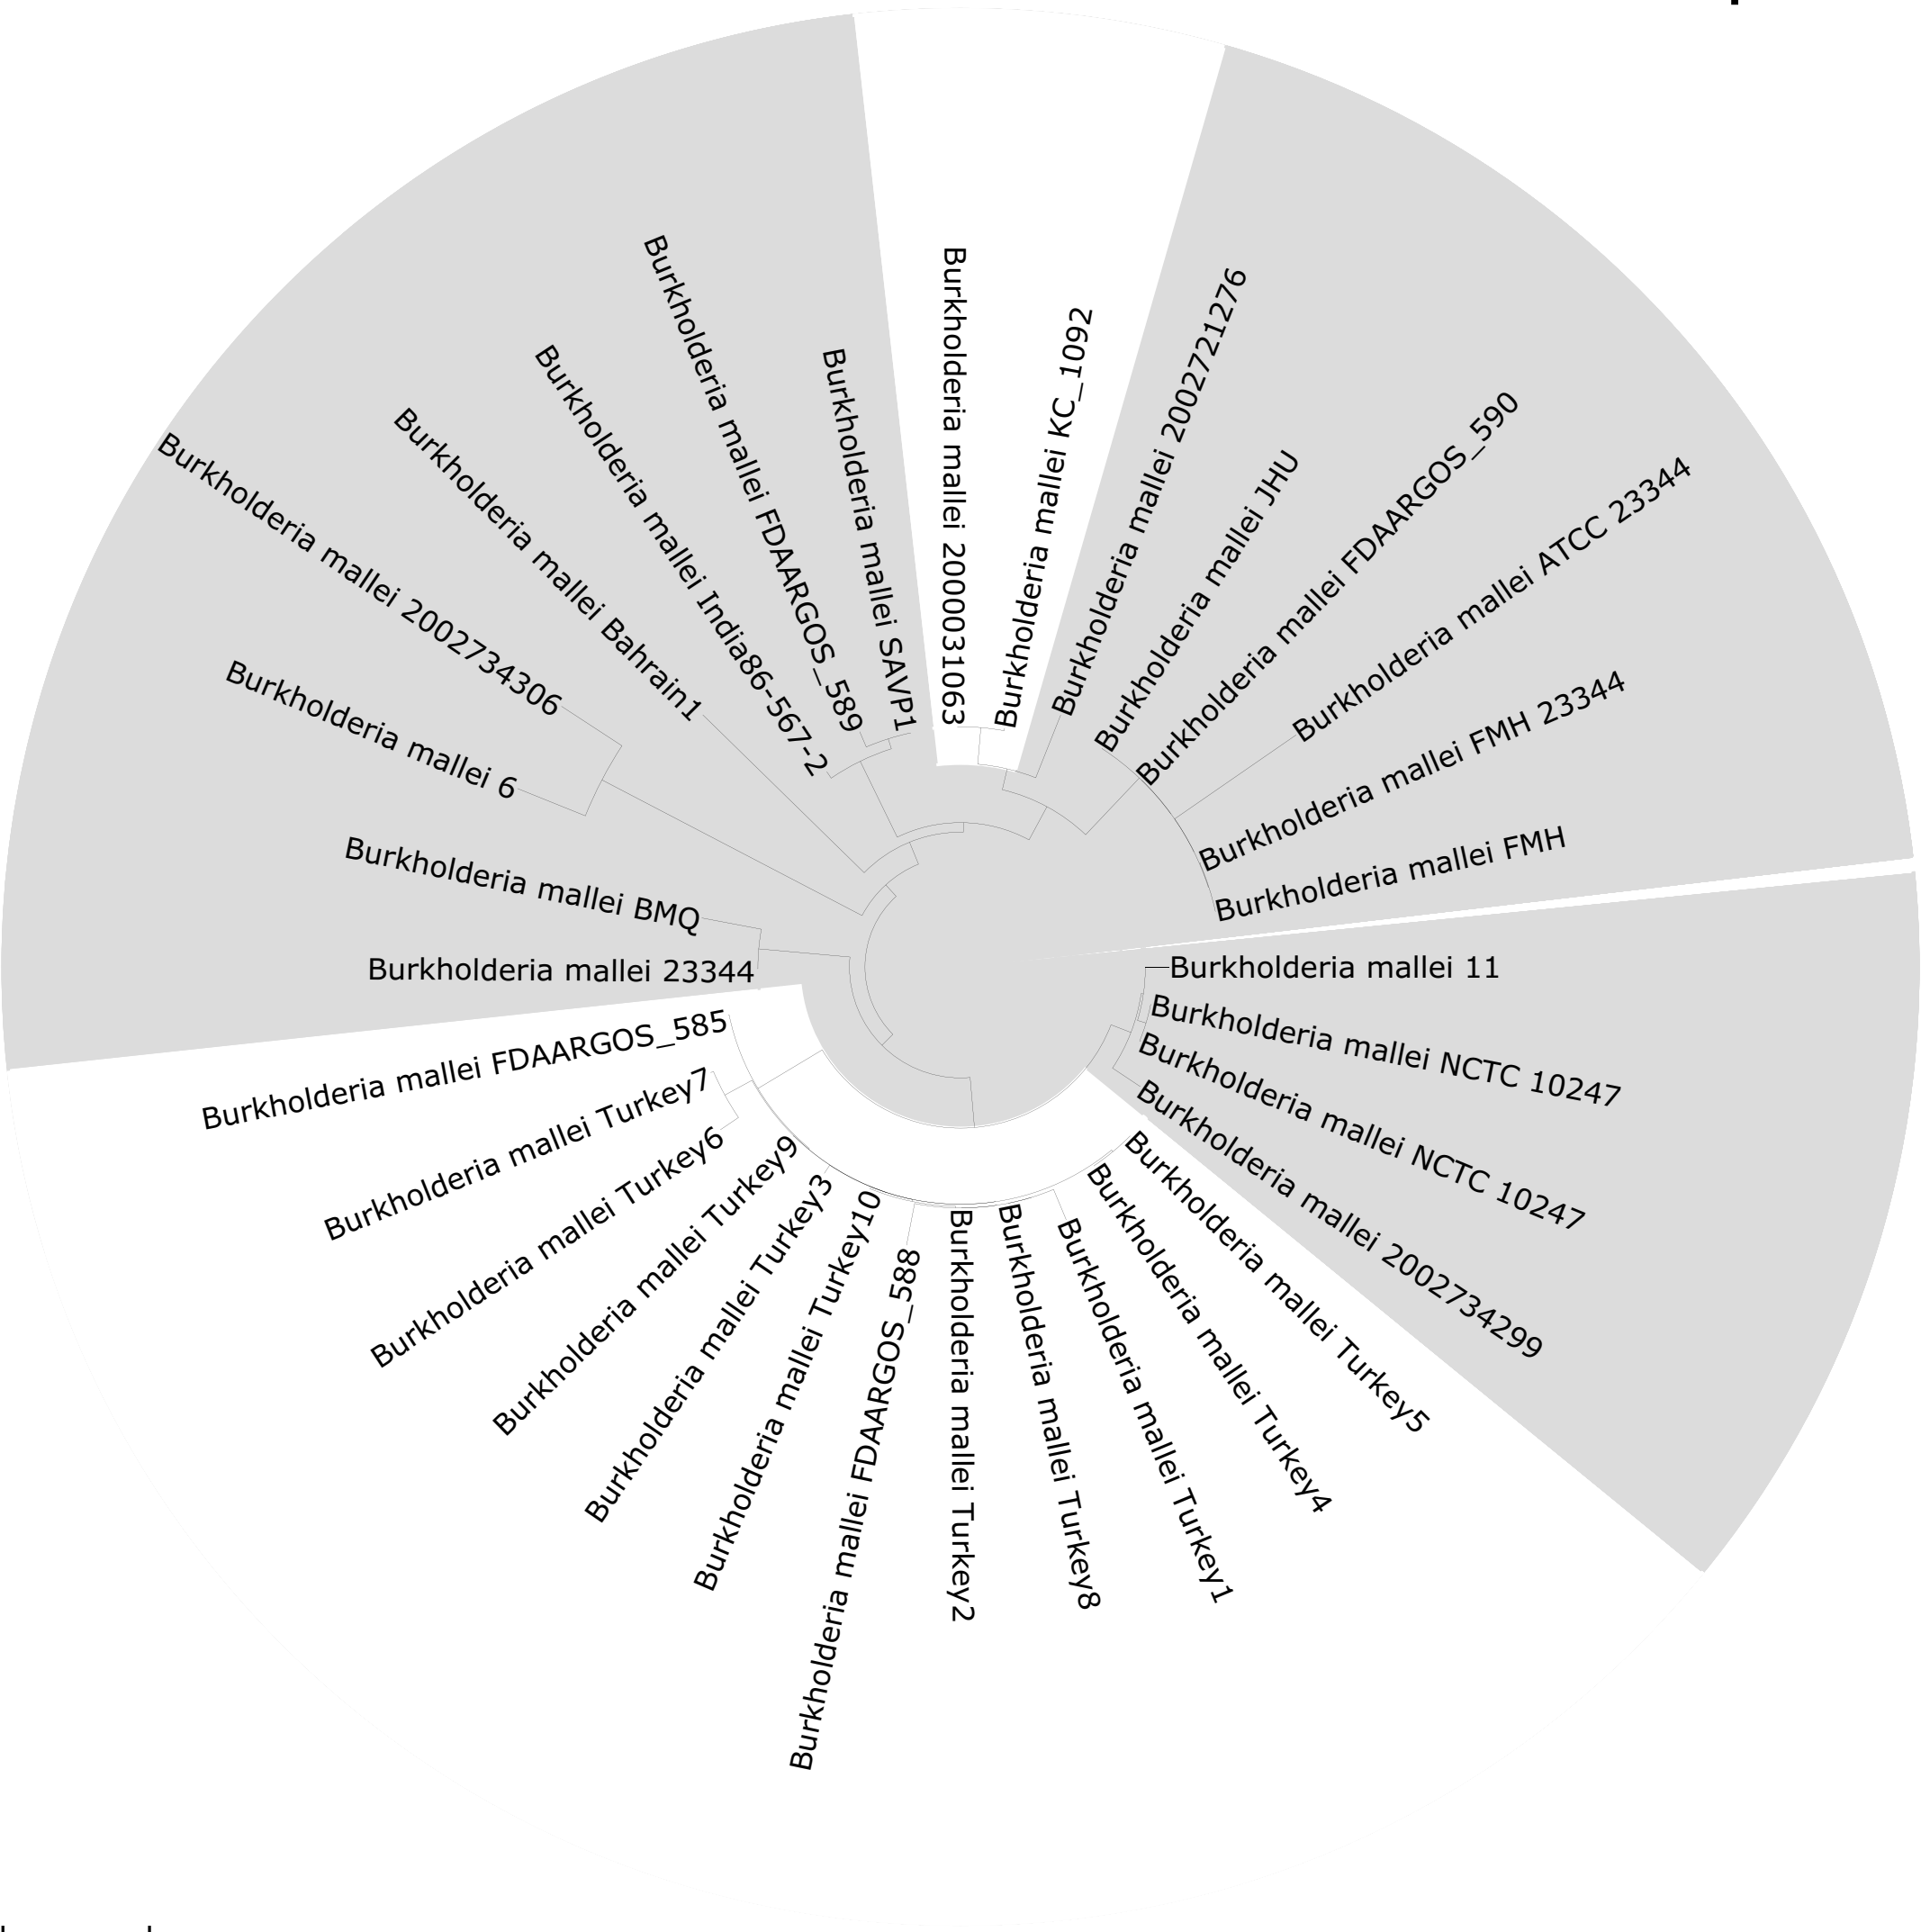 Burkholderia mallei 2000031063
Burkholderia mallei KC_1092
Burkholderia mallei 2002721276
Burkholderia mallei JHU
Burkholderia mallei FDAARGOS_590
Burkholderia mallei ATCC 23344
Burkholderia mallei FMH 23344
Burkholderia mallei FMH
Burkholderia mallei 11
Burkholderia mallei NCTC 10247
Burkholderia mallei NCTC 10247
Burkholderia mallei 2002734299
Burkholderia mallei Turkey5
Burkholderia mallei Turkey4
Burkholderia mallei Turkey1
Burkholderia mallei Turkey8
Burkholderia mallei Turkey2
Burkholderia mallei FDAARGOS_588
Burkholderia mallei Turkey10
Burkholderia mallei Turkey3
Burkholderia mallei Turkey9
Burkholderia mallei Turkey6
Burkholderia mallei Turkey7
Burkholderia mallei FDAARGOS_585
Burkholderia mallei 23344
Burkholderia mallei BMQ
Burkholderia mallei 6
Burkholderia mallei 2002734306
Burkholderia mallei Bahrain1
Burkholderia mallei India86-567-2
Burkholderia mallei FDAARGOS_589
Burkholderia mallei SAVP1